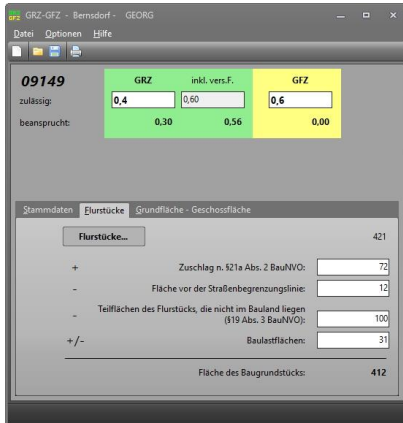 GRZ-GFZ - Bernsdorf - GEORG
Datei Optionen Hilfe
09149 GRZ inkl. vers.F. GFZ
zulässig: 0,4 0,60 0,6
beansprucht: 0,30 0,56 0,00
Stammdaten Flurstücke Grundfläche - Geschossfläche
Flurstücke... 421
+ Zuschlag n. §21a Abs. 2 BauNVO: 72
- Fläche vor der Straßenbegrenzungslinie: 12
Teilflächen des Flurstücks, die nicht im Bauland liegen
- (§19 Abs. 3 BauNVO): 100
+/- Baulastflächen: 31
Fläche des Baugrundstücks: 412